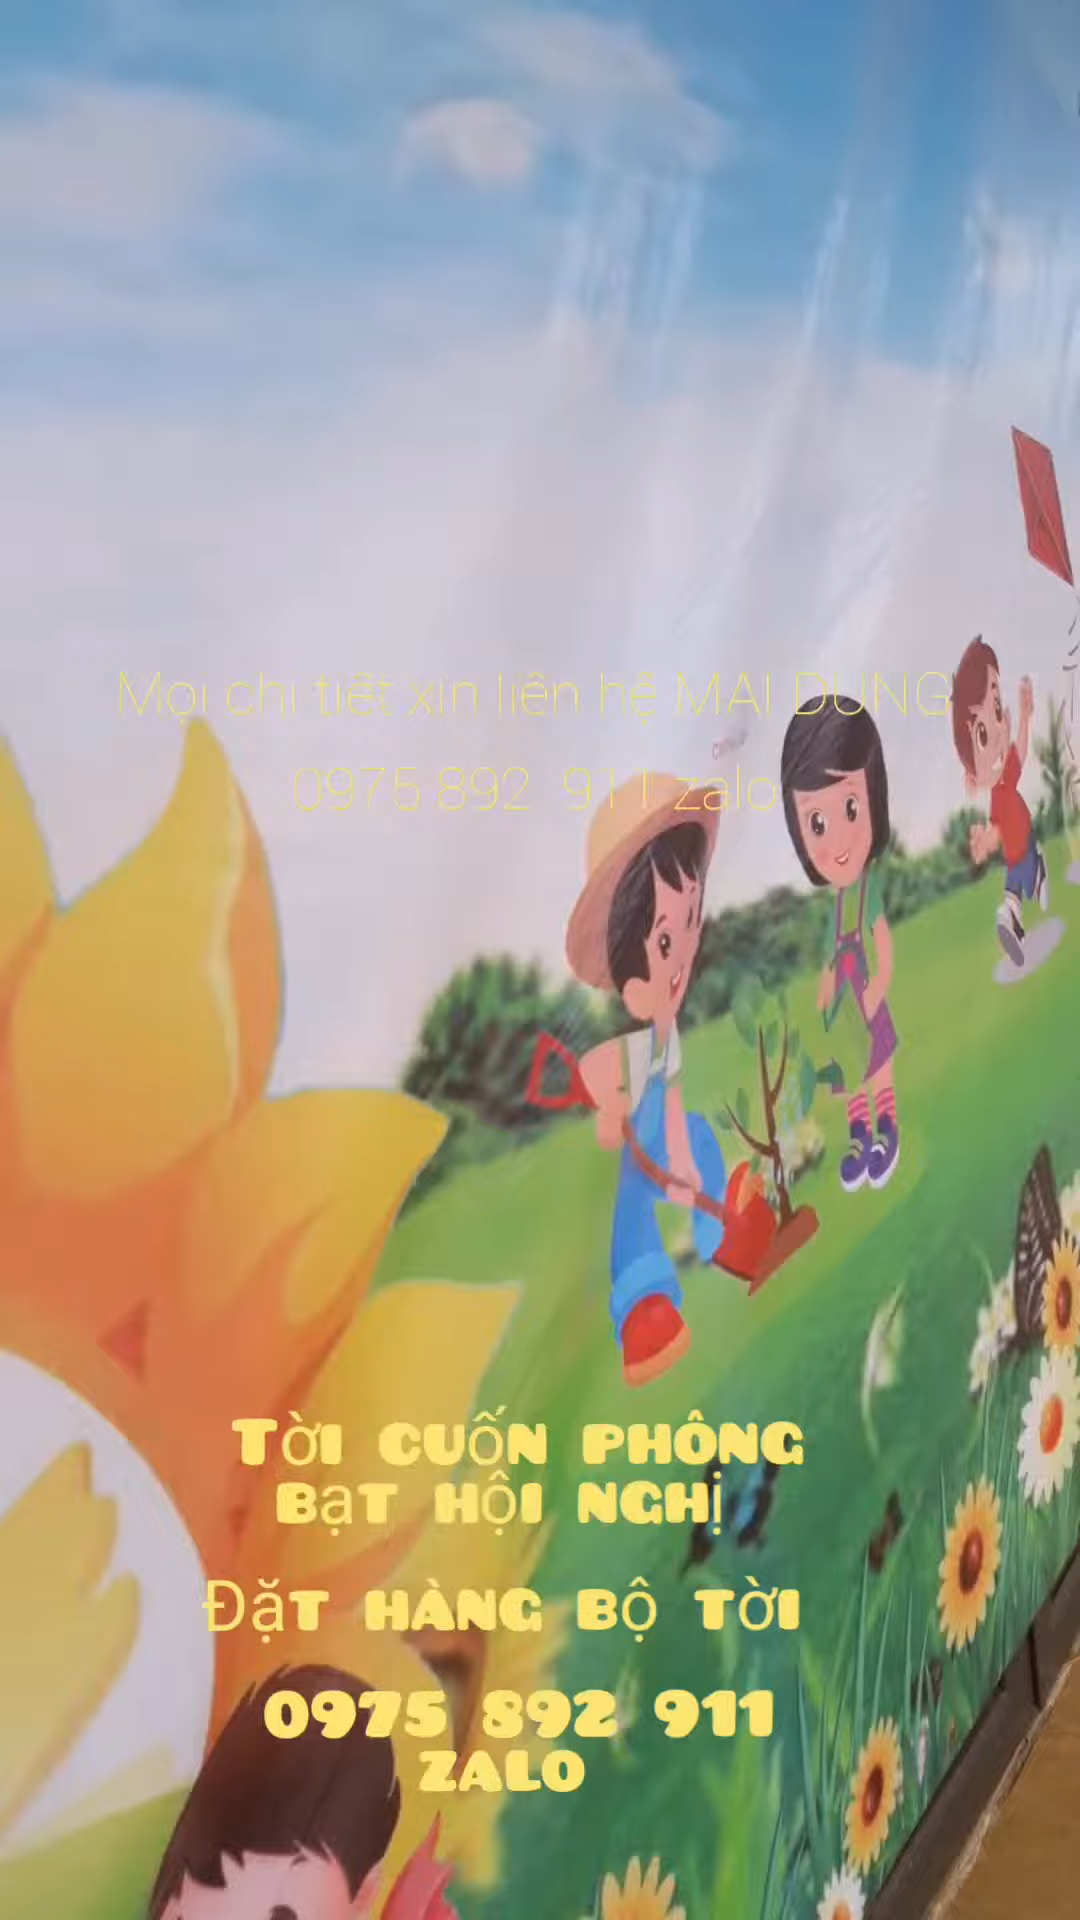 Mọi chi tiết xin liên hệ MAI DUNG
0975 892 911 zalo
Tời cuốn phông
bạt hội nghị
Đặt hàng bộ tời
0975 892 911
zalo